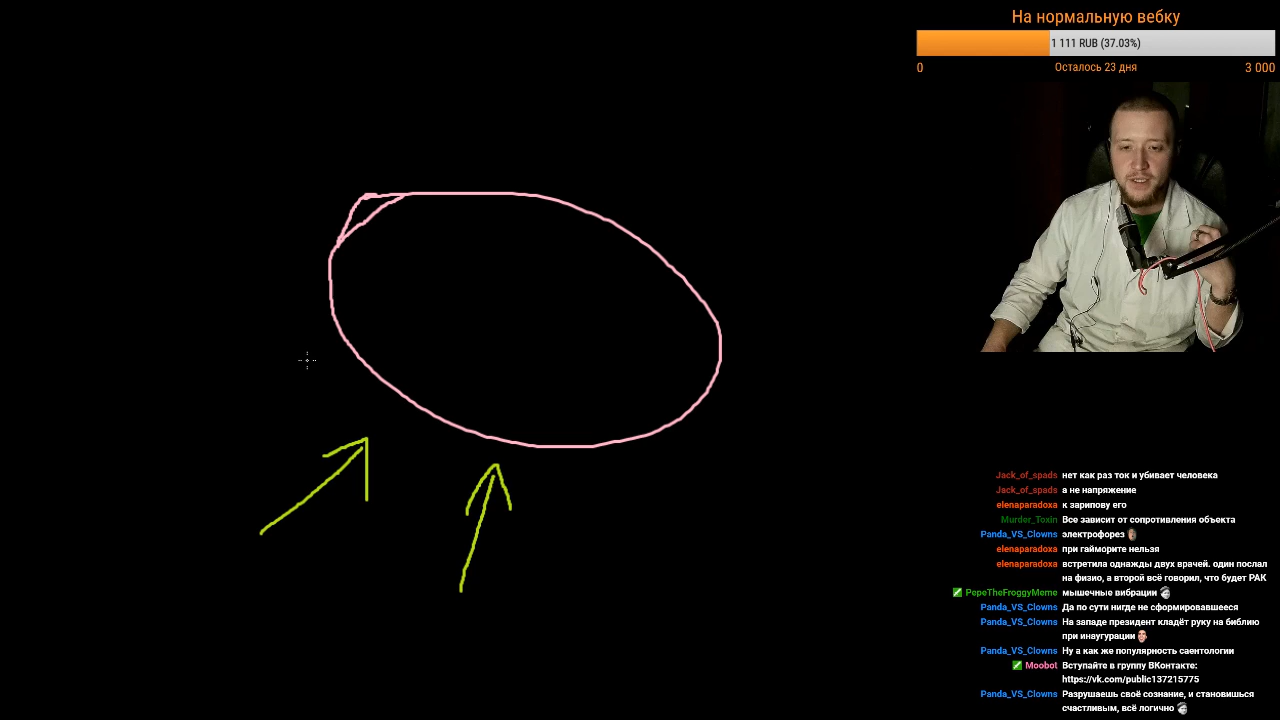 На нормальную вебку
1 111 RUB (37.03%)
0 Осталось 23 дня 3 000
Jack_of_spads нет как раз ток и убивает человека
Jack_of_spads а не напряжение
elenaparadoxa к зарипову его
Murder_Toxin Все зависит от сопротивления объекта
Panda_VS_Clowns электрофорез
elenaparadoxa при гайморите нельзя
elenaparadoxa встретила однажды двух врачей. один послал
на физио, а второй всё говорил, что будет РАК
PepeTheFroggyMeme мышечные вибрации
Panda_VS_Clowns Да по сути нигде не сформировавшееся
Panda_VS_Clowns На западе президент кладёт руку на библию
при инаугурации
Panda_VS_Clowns Ну а как же популярность саентологии
Moobot Вступайте в группу ВКонтакте:
https://vk.com/public137215775
Panda_VS_Clowns Разрушаешь своё сознание, и становишься
счастливым, всё логично